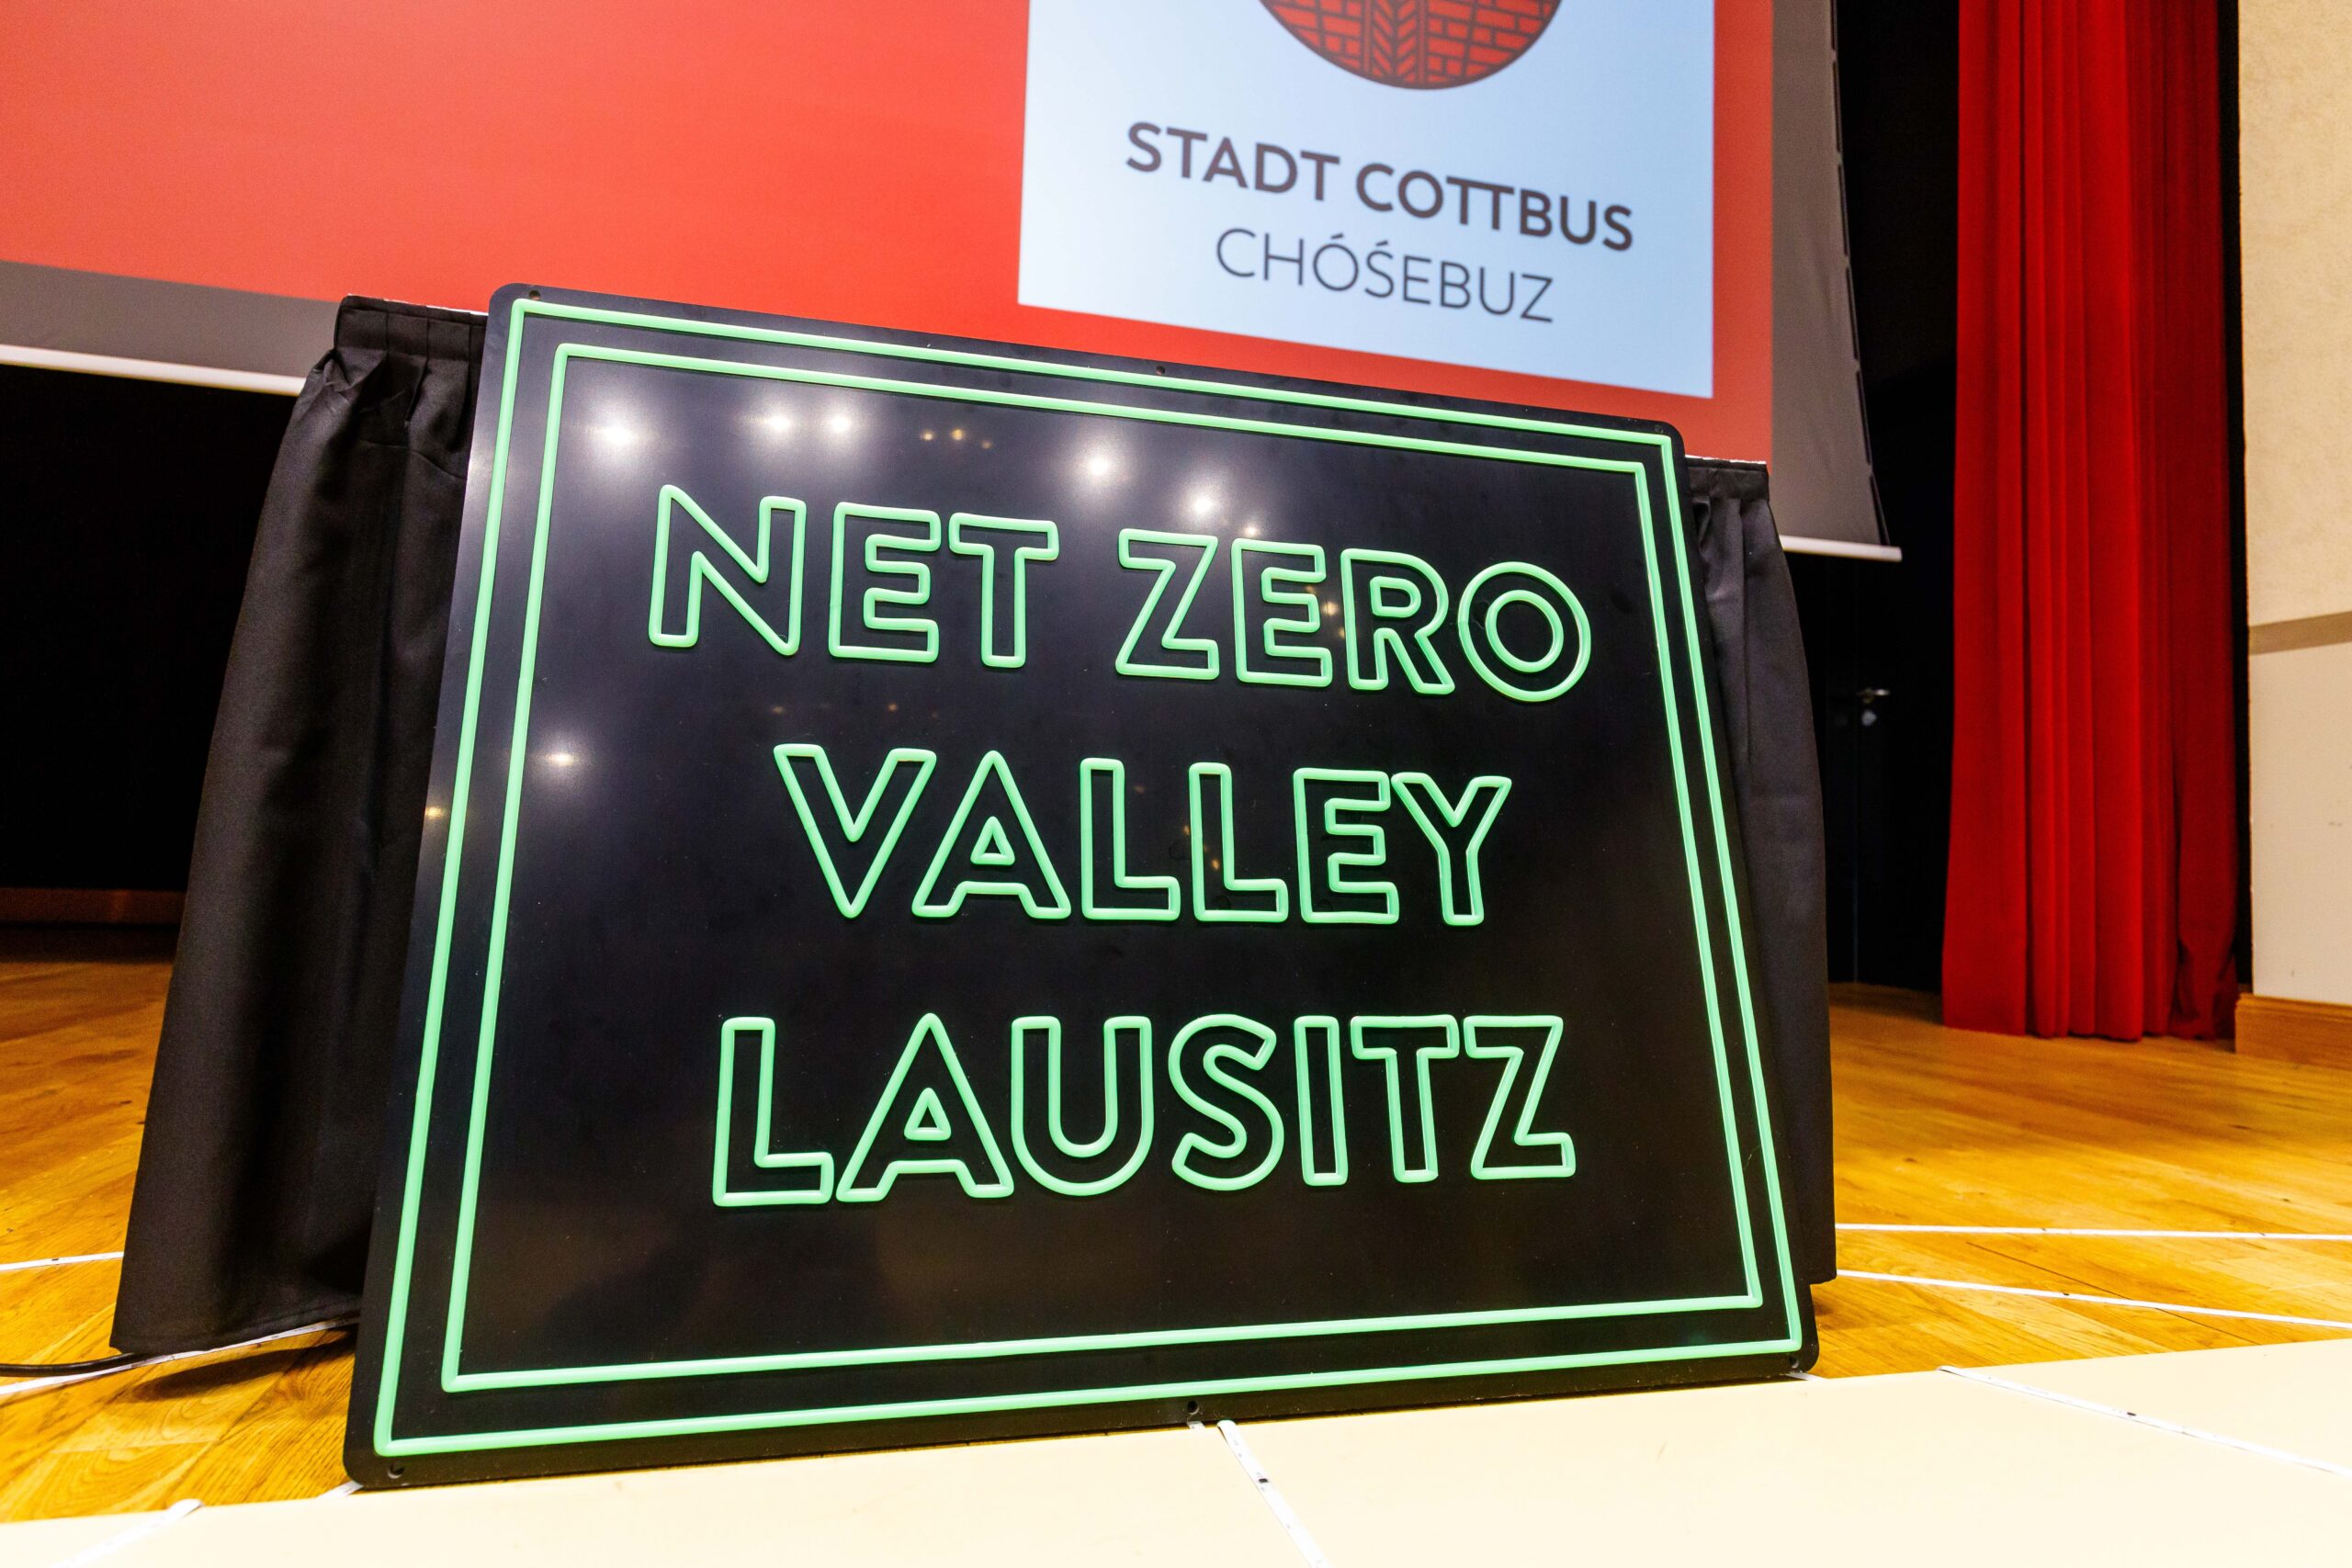 STADT COTTBUS
CHÓŚEBUZ
NET ZERO
VALLEY
LAUSITZ